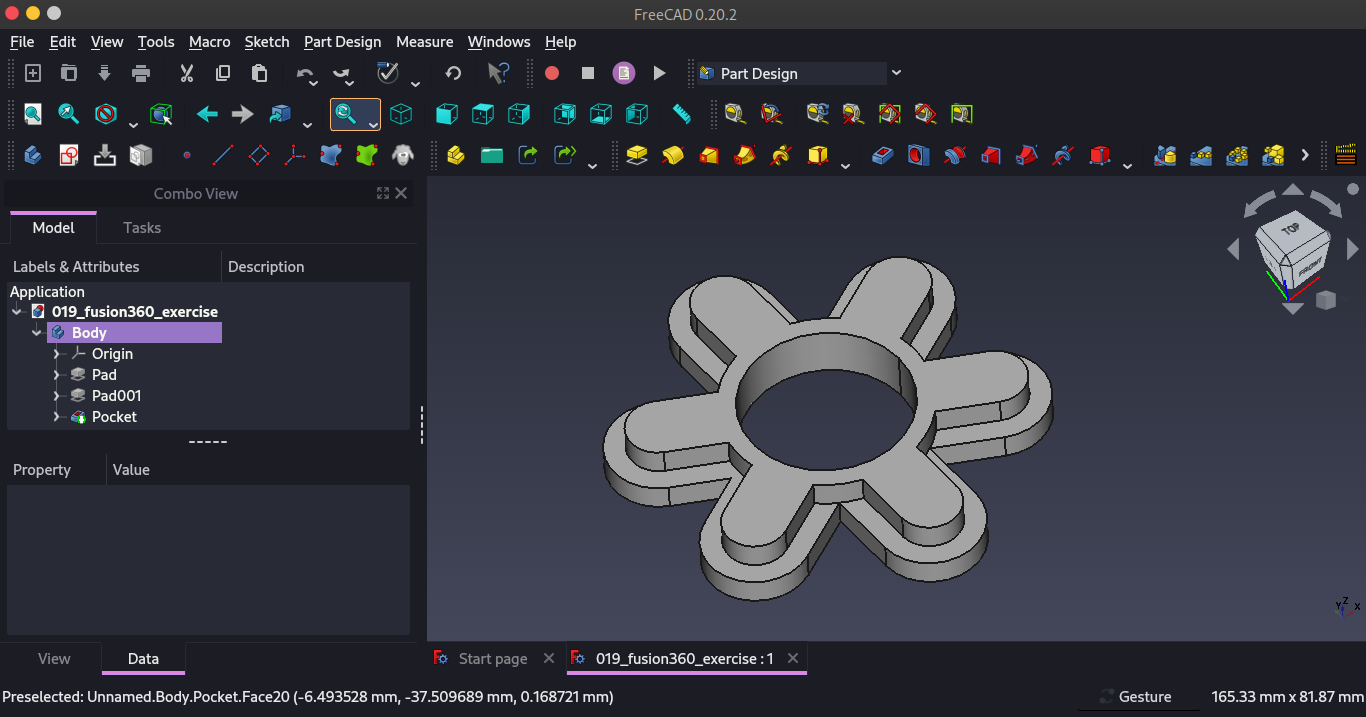 FreeCAD 0.20.2
File Edit View Tools Macro Sketch Part Design Measure Windows Help
Part Design
Combo View
Model Tasks
Labels & Attributes Description
Application
019_fusion360_exercise
Body
Origin
Pad
Pad001
Pocket
Property Value
View Data
TOP
FRONT
Y Z X
Start page 019_fusion360_exercise : 1
Preselected: Unnamed.Body.Pocket.Face20 (-6.493528 mm, -37.509689 mm, 0.168721 mm) Gesture 165.33 mm x 81.87 mm